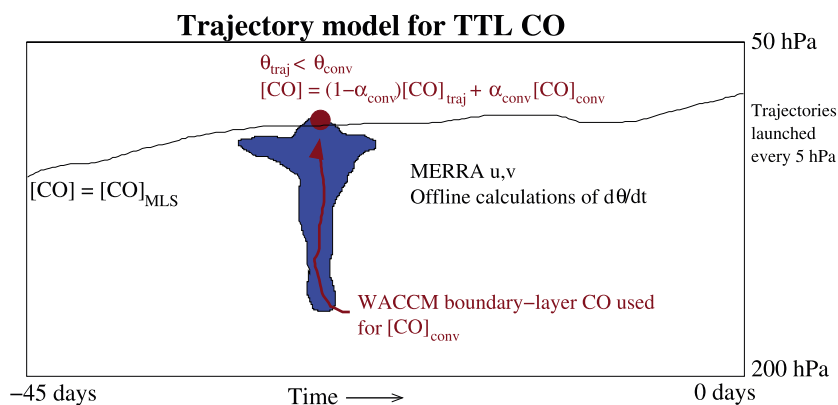 Trajectory model for TTL CO
50 hPa
θtraj < θconv
[CO] = (1−αconv)[CO]traj + αconv[CO]conv
Trajectories
launched
every 5 hPa
[CO] = [CO]MLS
MERRA u,v
Offline calculations of dθ/dt
WACCM boundary−layer CO used
for [CO]conv
200 hPa
−45 days
Time
0 days